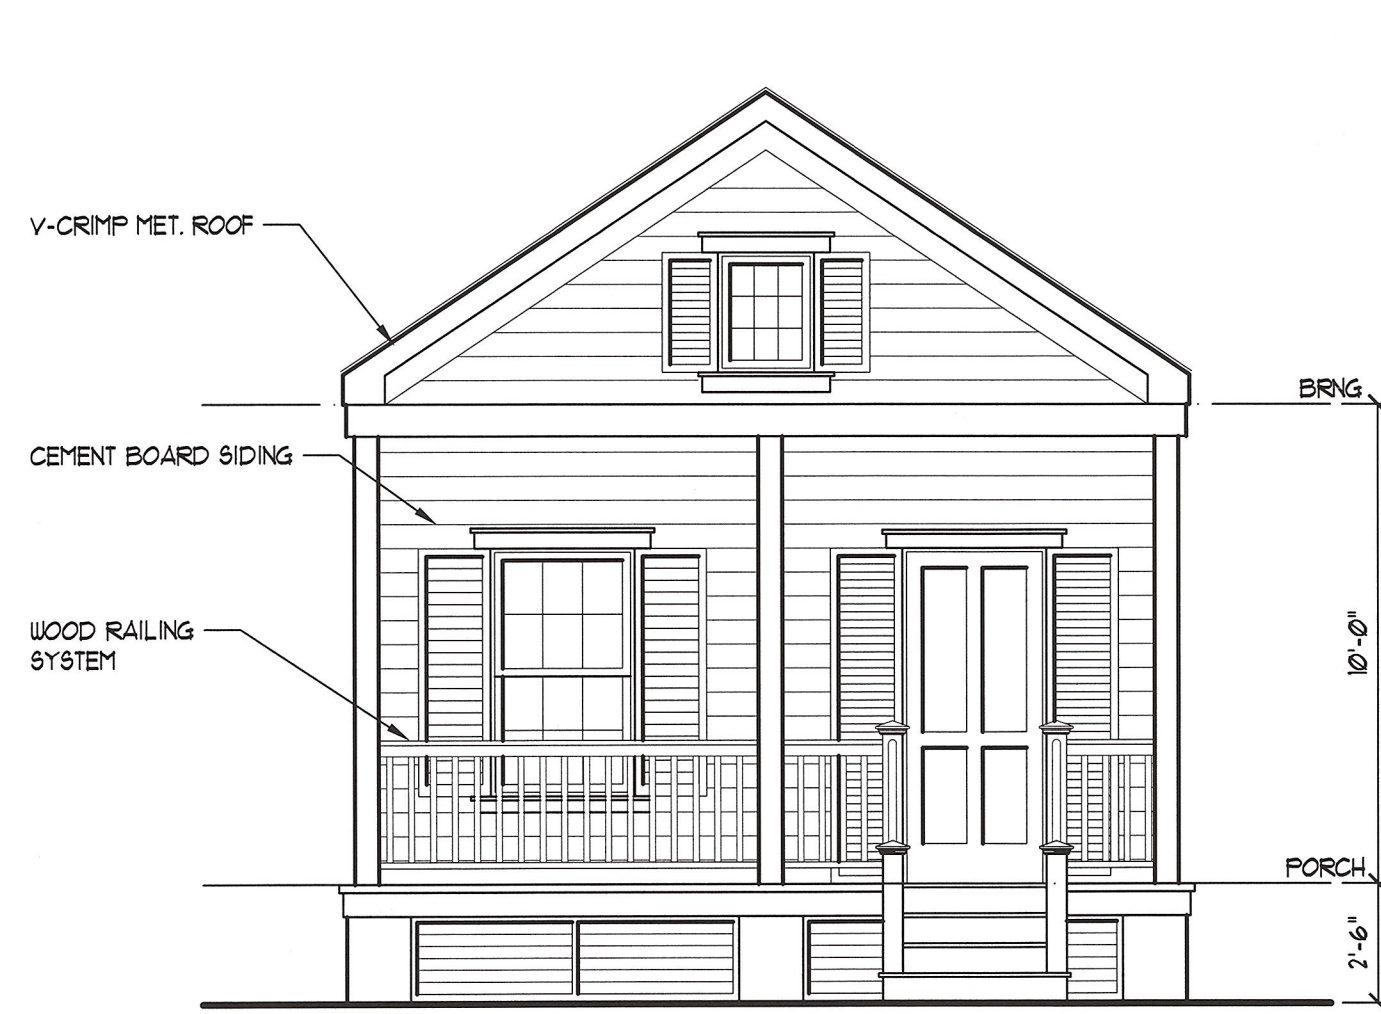 V-CRIMP MET. ROOF
BRNG
CEMENT BOARD SIDING
WOOD RAILING
SYSTEM
10'-0"
PORCH
2'-6"